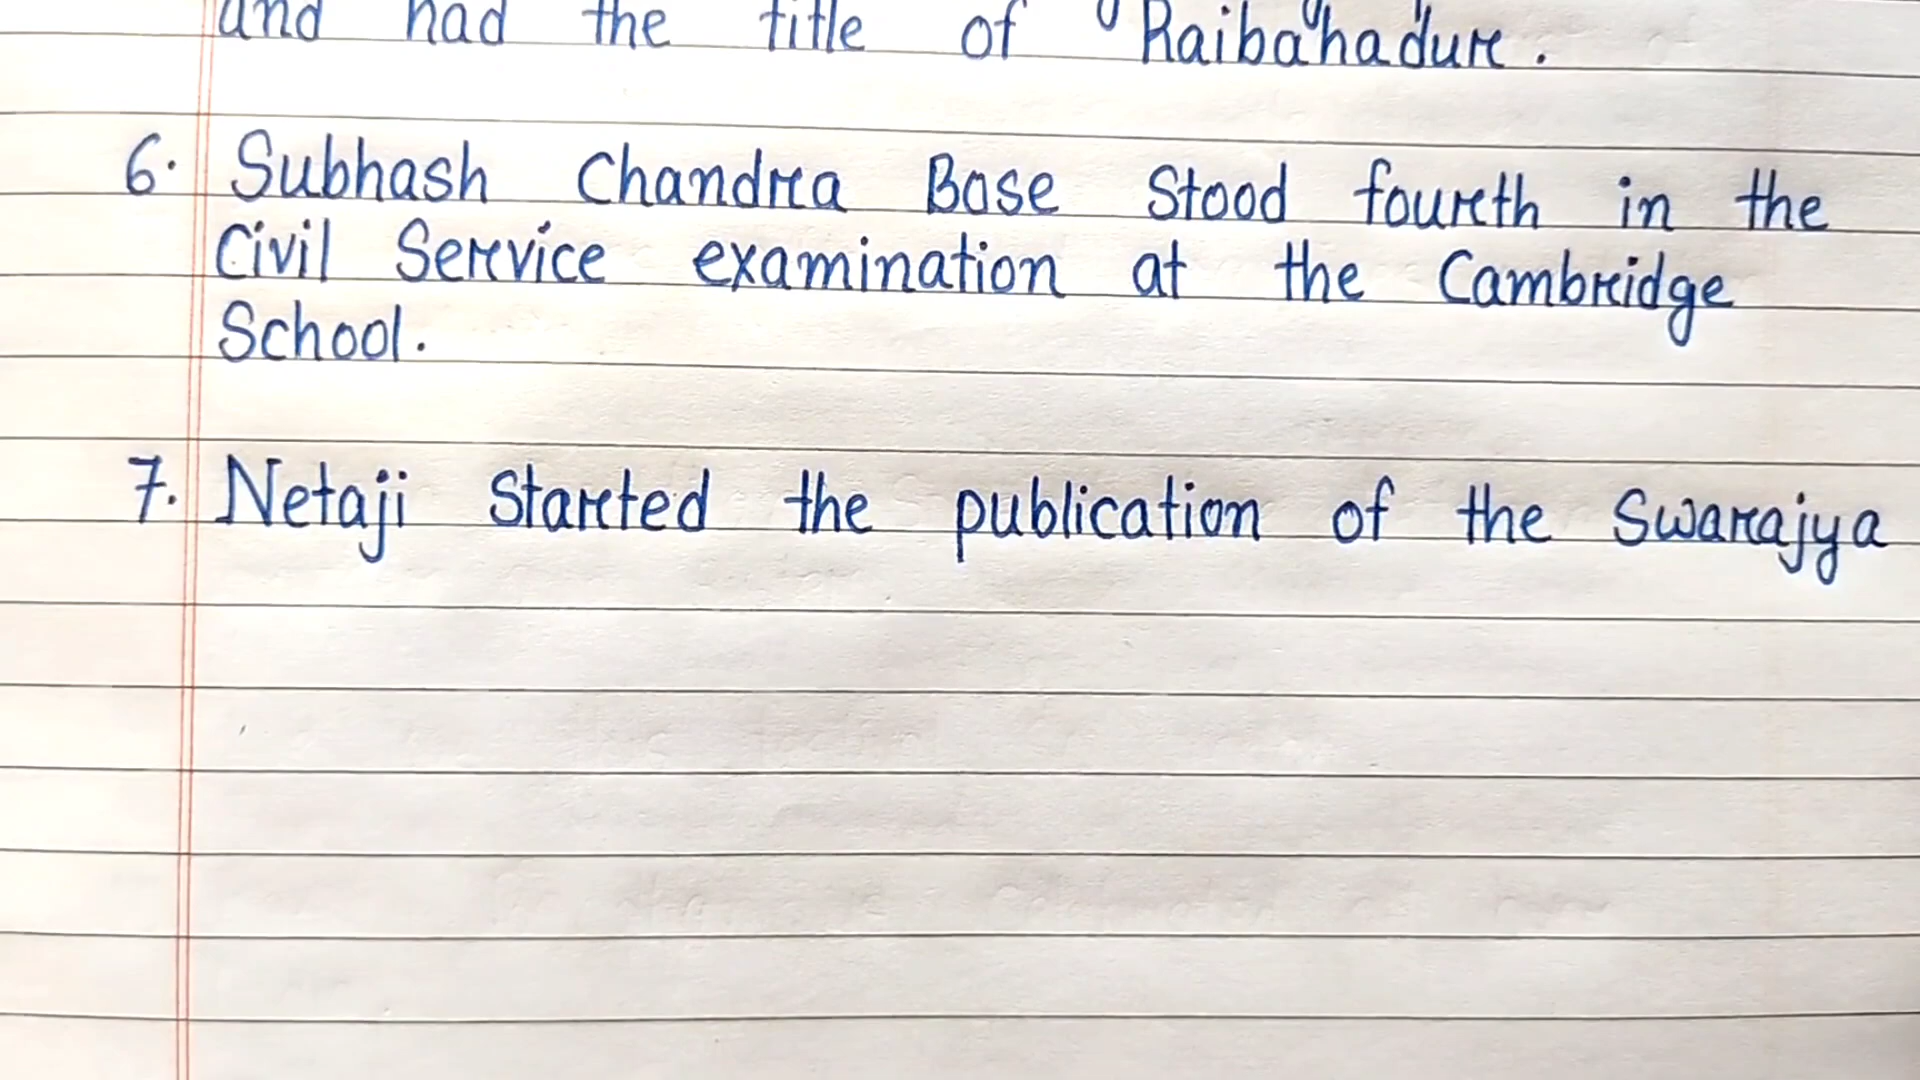 and had the title of Raibahadur.
6. Subhash Chandra Bose Stood fourth in the
Civil Service examination at the Cambridge
School.
7. Netaji Started the publication of the Swarajya